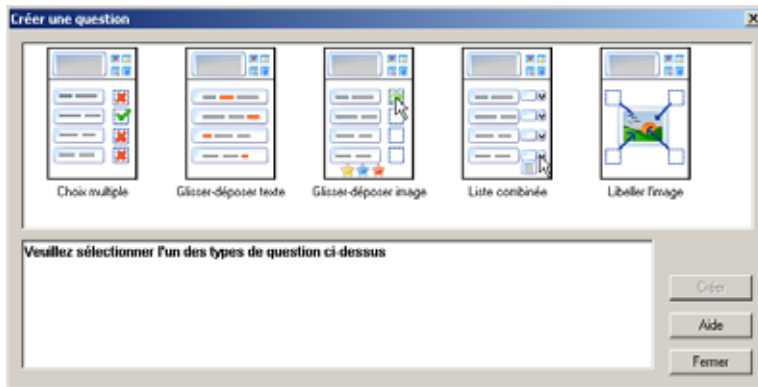 Créer une question
Choix multiple
Glisser-déposer texte
Glisser-déposer image
Liste combinée
Libeller l'image
Veuillez sélectionner l'un des types de question ci-dessus
Créer
Aide
Fermer